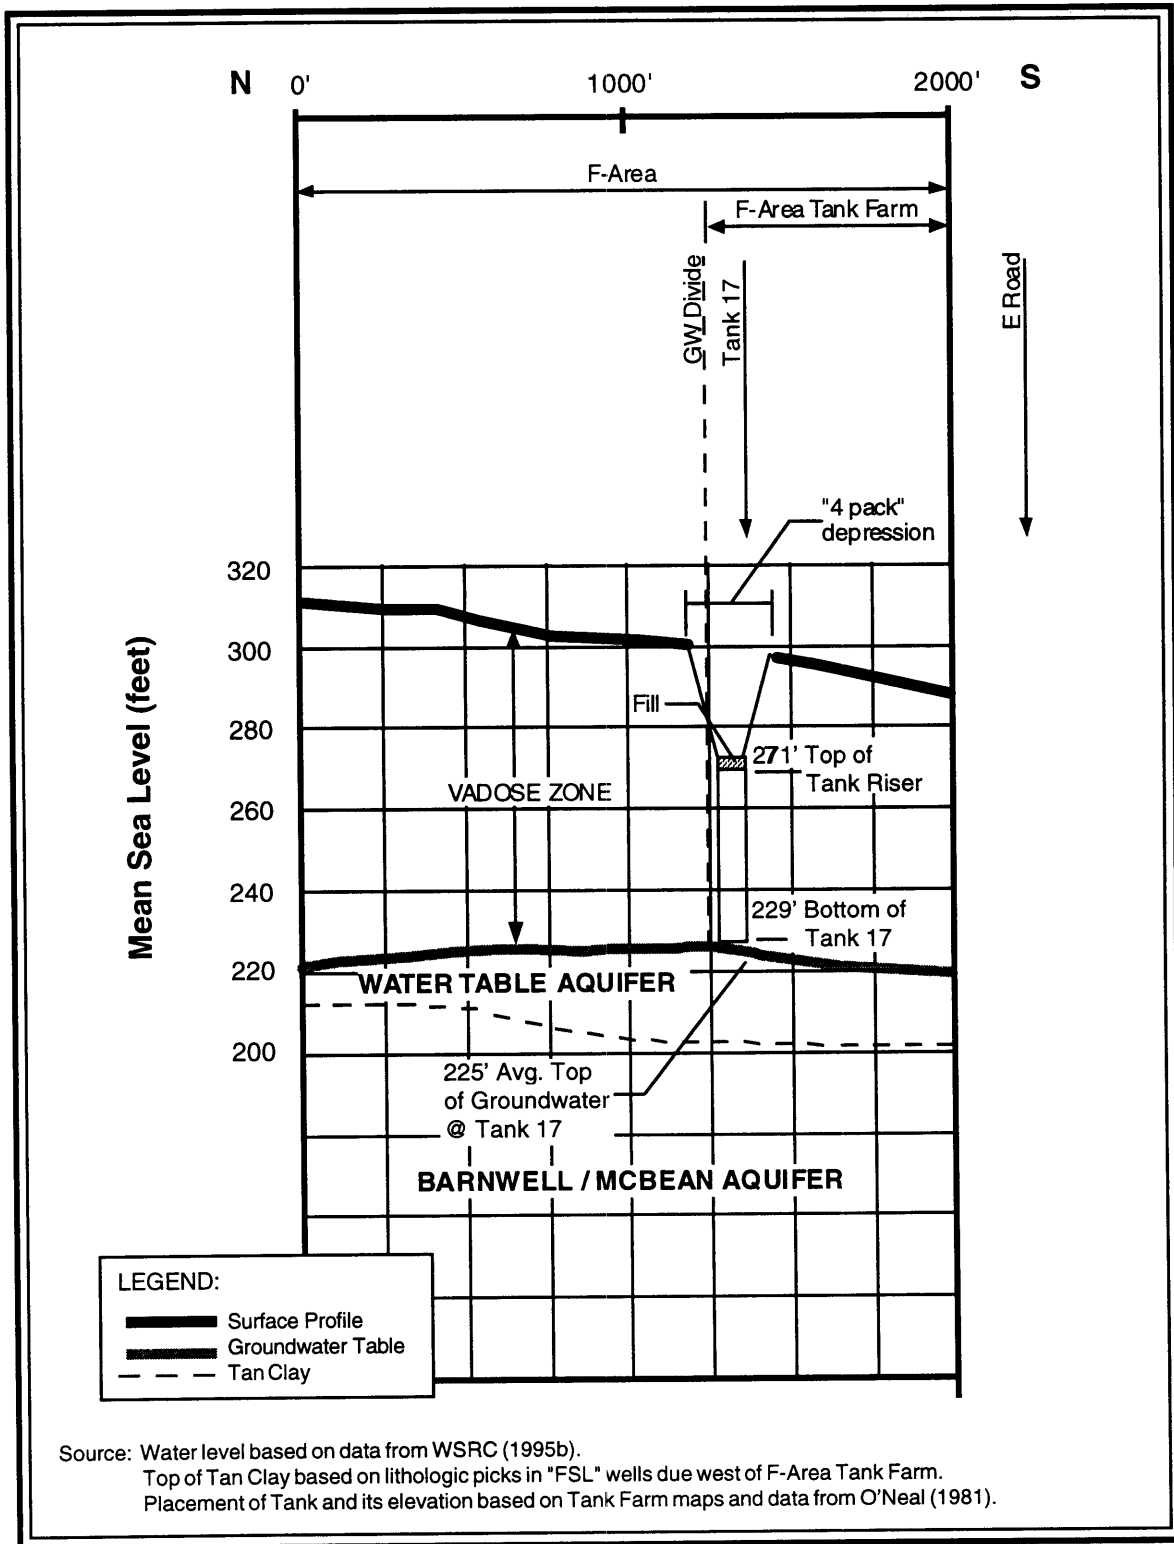 N 0' 1000' 2000' S
F-Area
F-Area Tank Farm
GW Divide
Tank 17
E Road
"4 pack"
depression
Mean Sea Level (feet)
320
300
280
260
240
220
200
Fill
271' Top of
Tank Riser
VADOSE ZONE
229' Bottom of
Tank 17
WATER TABLE AQUIFER
225' Avg. Top
of Groundwater
@ Tank 17
BARNWELL / MCBEAN AQUIFER
LEGEND:
Surface Profile
Groundwater Table
Tan Clay
Source: Water level based on data from WSRC (1995b).
Top of Tan Clay based on lithologic picks in "FSL" wells due west of F-Area Tank Farm.
Placement of Tank and its elevation based on Tank Farm maps and data from O'Neal (1981).